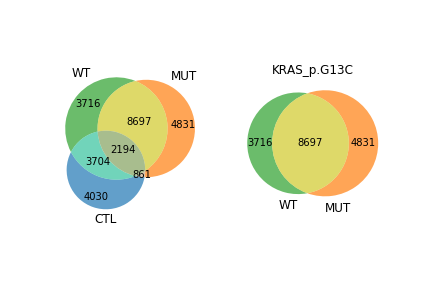 WT
MUT
3716
8697
4831
2194
3704
861
4030
CTL
KRAS_p.G13C
3716
8697
4831
WT
MUT